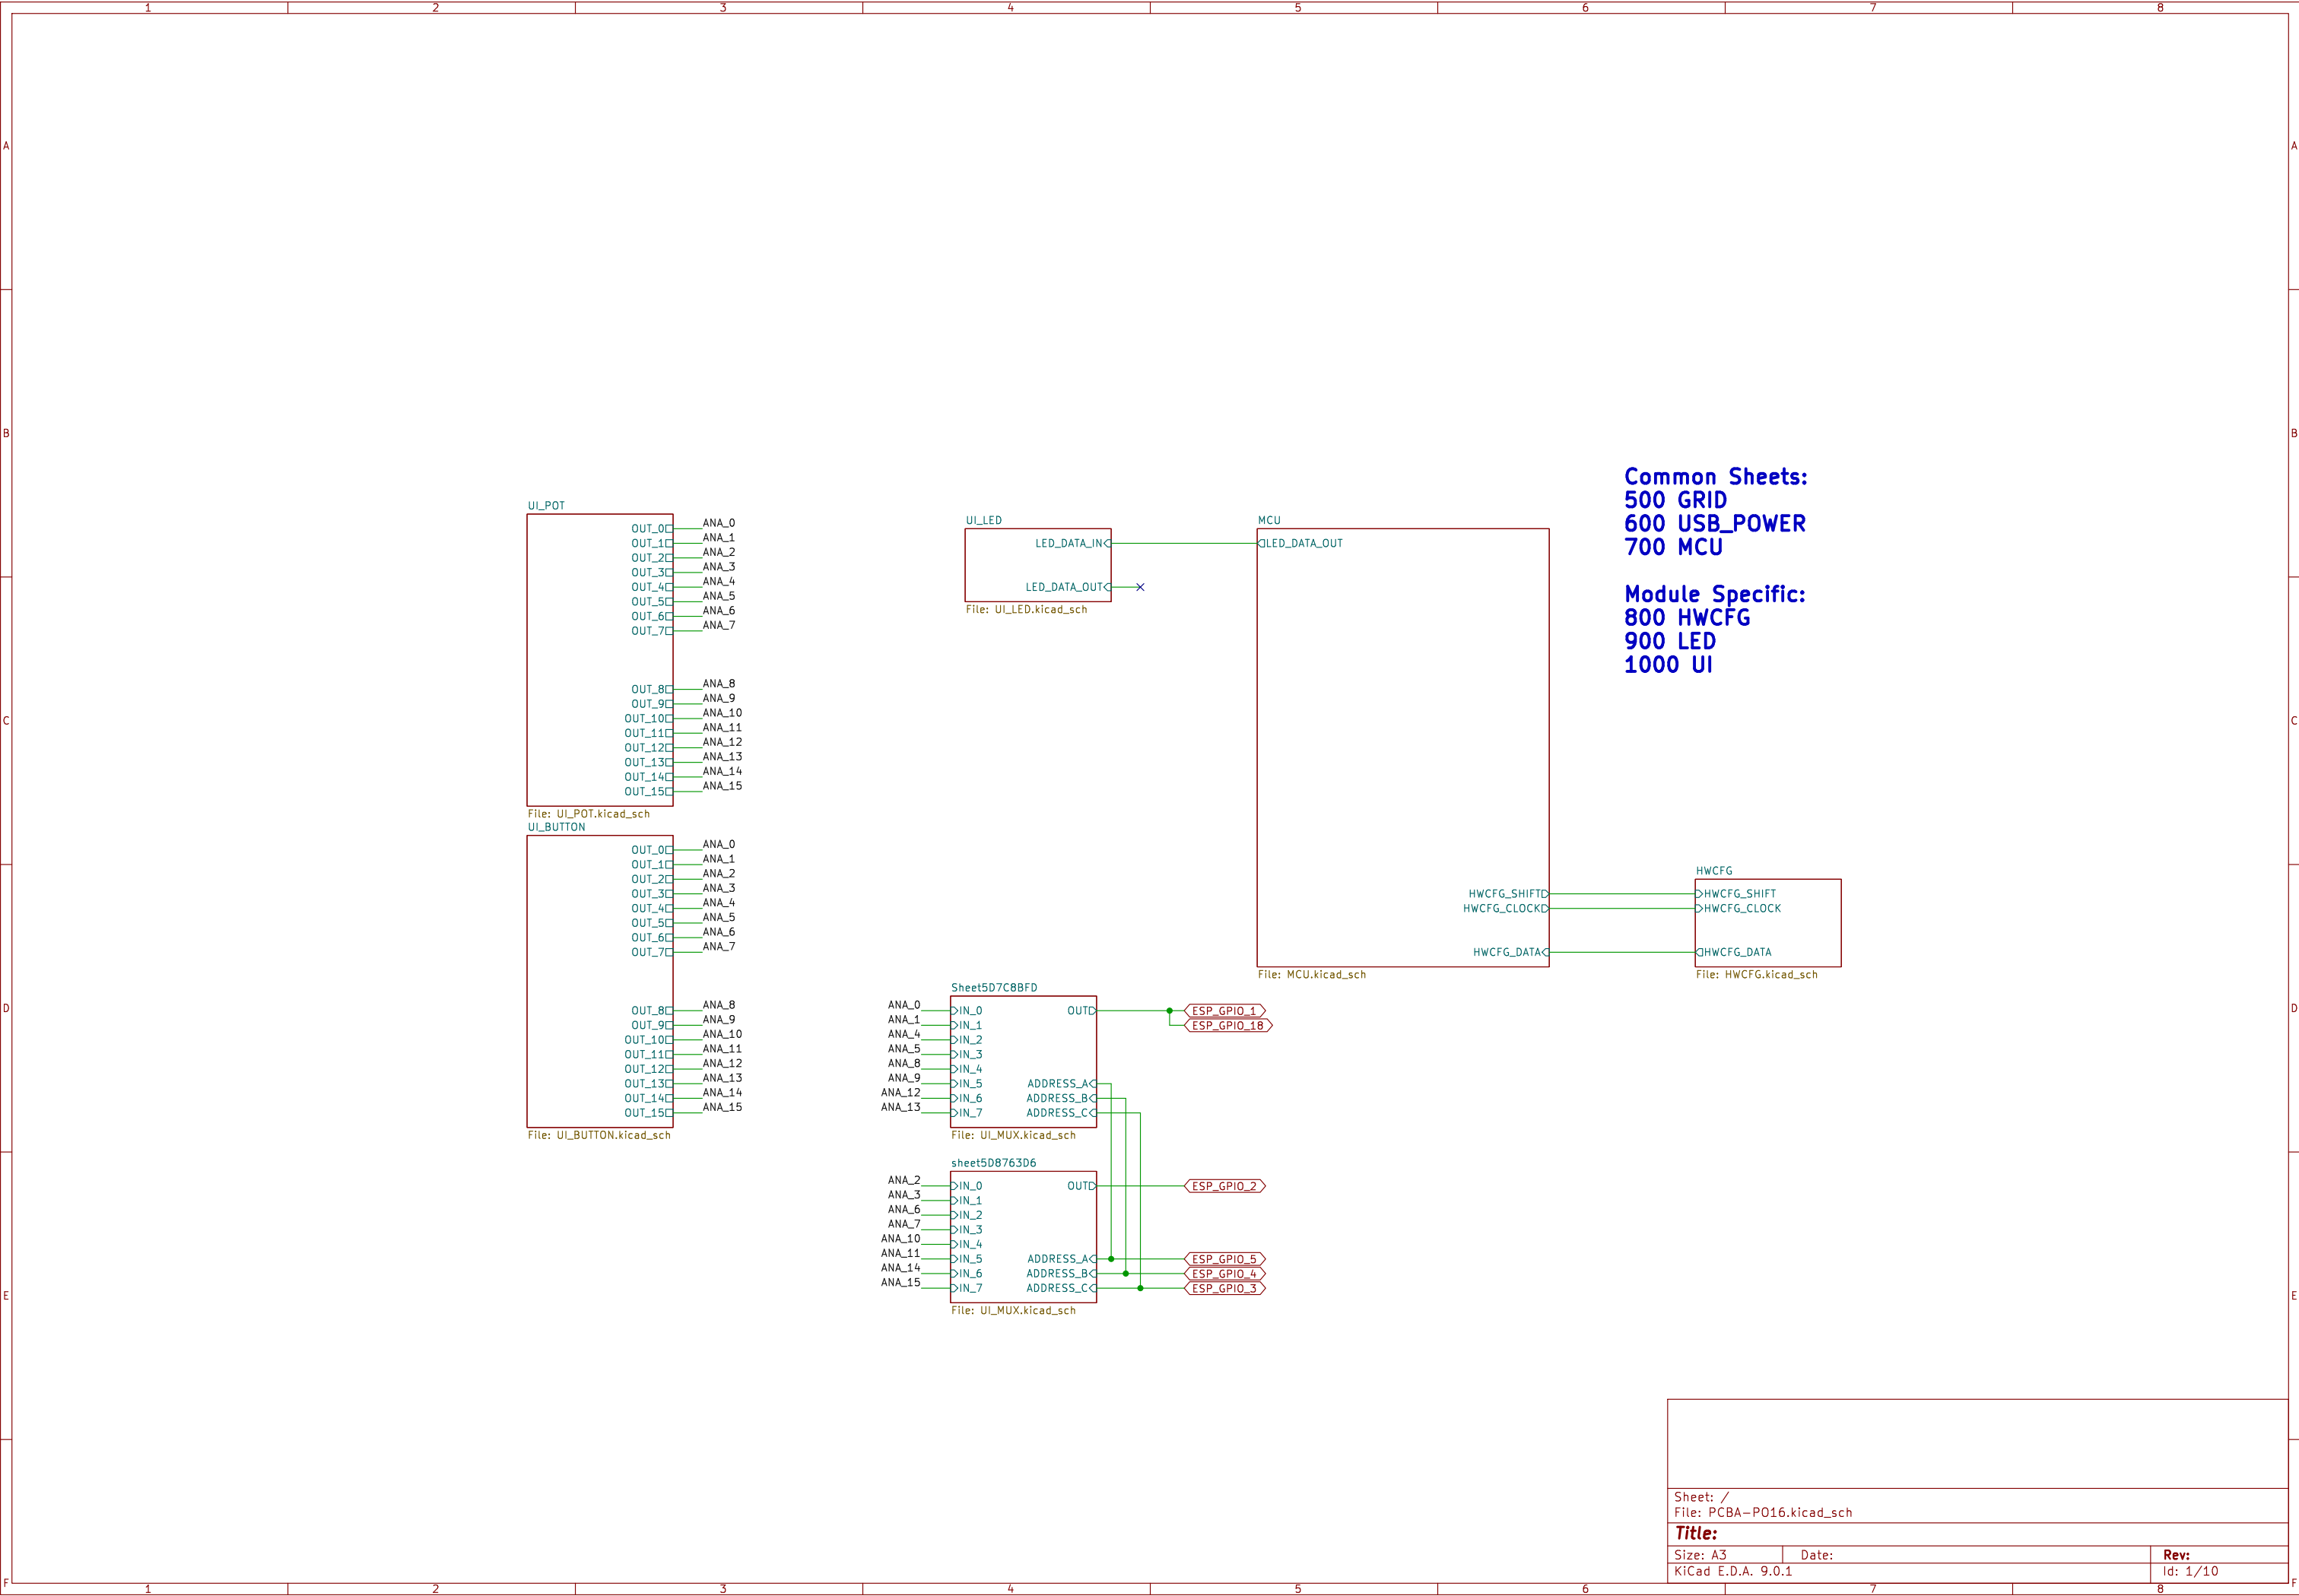 1 2 3 4 5 6 7 8
A A
B B
C C
D D
E E
F F
Common Sheets:
500 GRID
600 USB_POWER
700 MCU
Module Specific:
800 HWCFG
900 LED
1000 UI
UI_POT
OUT_0 ANA_0
OUT_1 ANA_1
OUT_2 ANA_2
OUT_3 ANA_3
OUT_4 ANA_4
OUT_5 ANA_5
OUT_6 ANA_6
OUT_7 ANA_7
OUT_8 ANA_8
OUT_9 ANA_9
OUT_10 ANA_10
OUT_11 ANA_11
OUT_12 ANA_12
OUT_13 ANA_13
OUT_14 ANA_14
OUT_15 ANA_15
File: UI_POT.kicad_sch
UI_BUTTON
OUT_0 ANA_0
OUT_1 ANA_1
OUT_2 ANA_2
OUT_3 ANA_3
OUT_4 ANA_4
OUT_5 ANA_5
OUT_6 ANA_6
OUT_7 ANA_7
OUT_8 ANA_8
OUT_9 ANA_9
OUT_10 ANA_10
OUT_11 ANA_11
OUT_12 ANA_12
OUT_13 ANA_13
OUT_14 ANA_14
OUT_15 ANA_15
File: UI_BUTTON.kicad_sch
UI_LED
LED_DATA_IN
LED_DATA_OUT
File: UI_LED.kicad_sch
MCU
LED_DATA_OUT
HWCFG_SHIFT
HWCFG_CLOCK
HWCFG_DATA
File: MCU.kicad_sch
HWCFG
HWCFG_SHIFT
HWCFG_CLOCK
HWCFG_DATA
File: HWCFG.kicad_sch
Sheet5D7C8BFD
ANA_0 IN_0 OUT ESP_GPIO_1
ANA_1 IN_1 ESP_GPIO_18
ANA_4 IN_2
ANA_5 IN_3
ANA_8 IN_4
ANA_9 IN_5 ADDRESS_A
ANA_12 IN_6 ADDRESS_B
ANA_13 IN_7 ADDRESS_C
File: UI_MUX.kicad_sch
sheet5D8763D6
ANA_2 IN_0 OUT ESP_GPIO_2
ANA_3 IN_1
ANA_6 IN_2
ANA_7 IN_3
ANA_10 IN_4
ANA_11 IN_5 ADDRESS_A ESP_GPIO_5
ANA_14 IN_6 ADDRESS_B ESP_GPIO_4
ANA_15 IN_7 ADDRESS_C ESP_GPIO_3
File: UI_MUX.kicad_sch
Sheet: /
File: PCBA-PO16.kicad_sch
Title:
Size: A3 Date: Rev:
KiCad E.D.A. 9.0.1 Id: 1/10
1 2 3 4 5 6 7 8